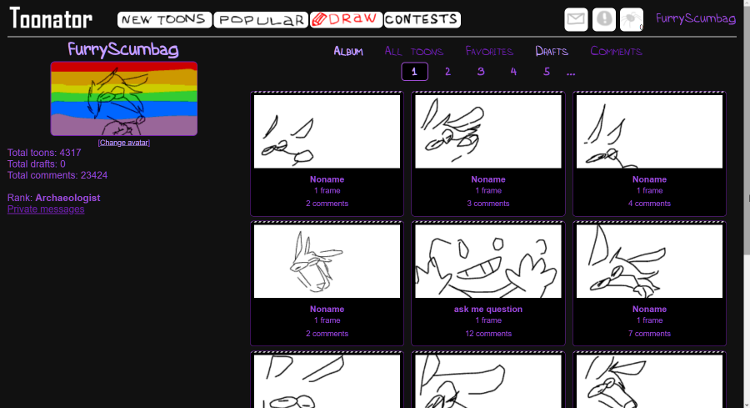 Toonator
NEW TOONS
POPULAR
DRAW
CONTESTS
FurryScumbag
FurryScumbag
[Change avatar]
Total toons: 4317
Total drafts: 0
Total comments: 23424
Rank: Archaeologist
Private messages
Album All toons Favorites Drafts Comments
1 2 3 4 5 ...
Noname
1 frame
2 comments
Noname
1 frame
3 comments
Noname
1 frame
4 comments
Noname
1 frame
2 comments
ask me question
1 frame
12 comments
Noname
1 frame
7 comments